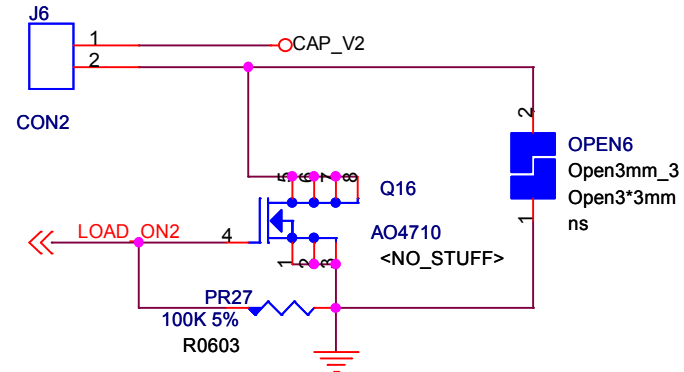 J6
1
CAP_V2
2
CON2
2
OPEN6
Open3mm_3
Open3*3mm
ns
1
5 6 7 8
Q16
LOAD_ON2
4
AO4710
<NO_STUFF>
1 2 3
PR27
100K 5%
R0603